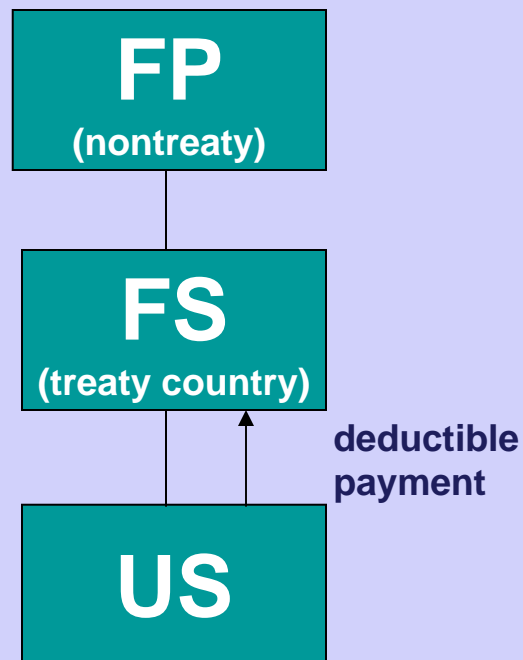 FP
(nontreaty)
FS
(treaty country)
deductible
payment
US